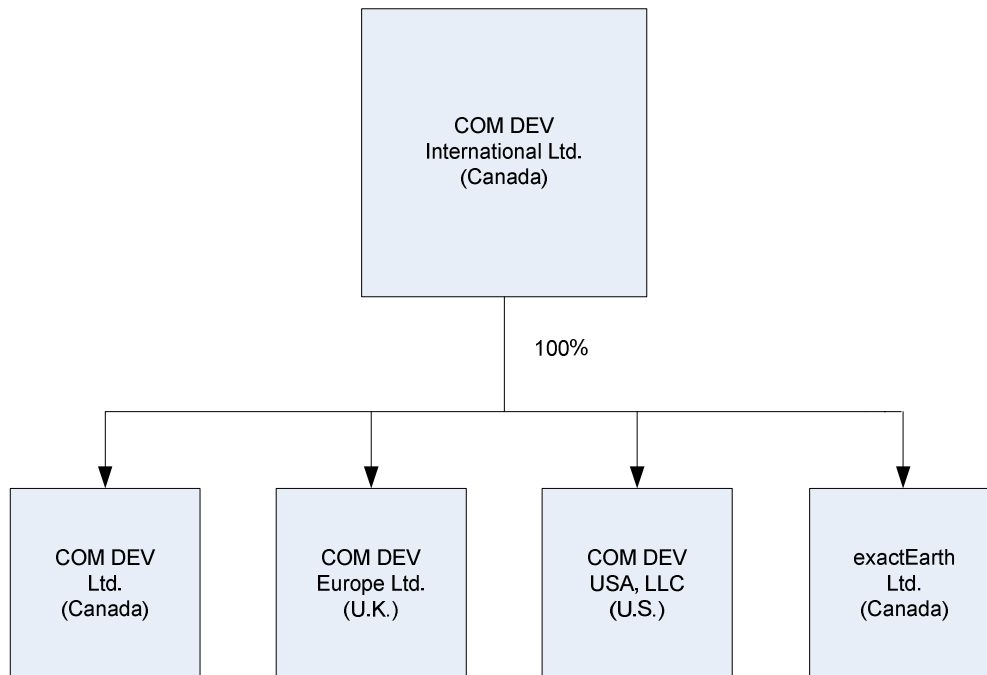 COM DEV
International Ltd.
(Canada)
100%
COM DEV
Ltd.
(Canada)
COM DEV
Europe Ltd.
(U.K.)
COM DEV
USA, LLC
(U.S.)
exactEarth
Ltd.
(Canada)